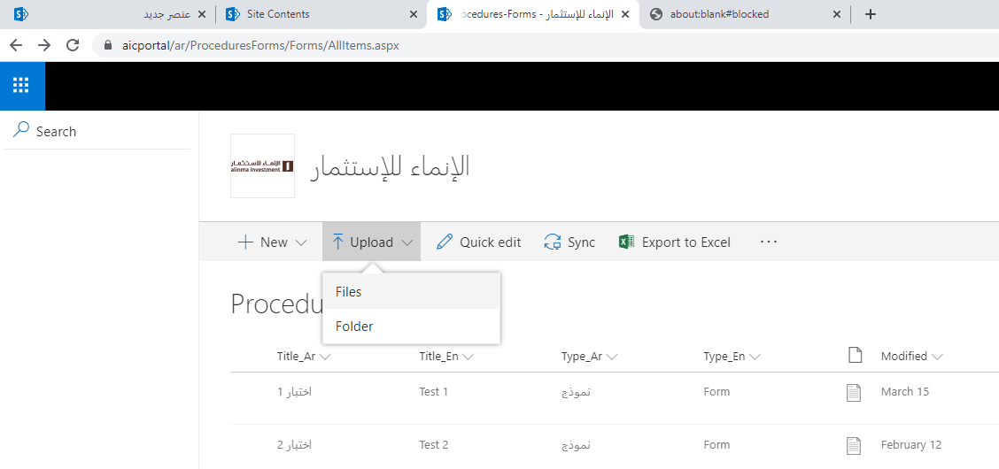 عنصر جديد
Site Contents
ocedures-Forms - الإنماء للإستثمار
about:blank#blocked
aicportal/ar/ProceduresForms/Forms/AllItems.aspx
Search
الإنماء للاستثمار
alinma investment
الإنماء للإستثمار
New
Upload
Quick edit
Sync
Export to Excel
...
Files
Folder
Procedu
Title_Ar
Title_En
Type_Ar
Type_En
Modified
اختبار 1
Test 1
نموذج
Form
March 15
اختبار 2
Test 2
نموذج
Form
February 12